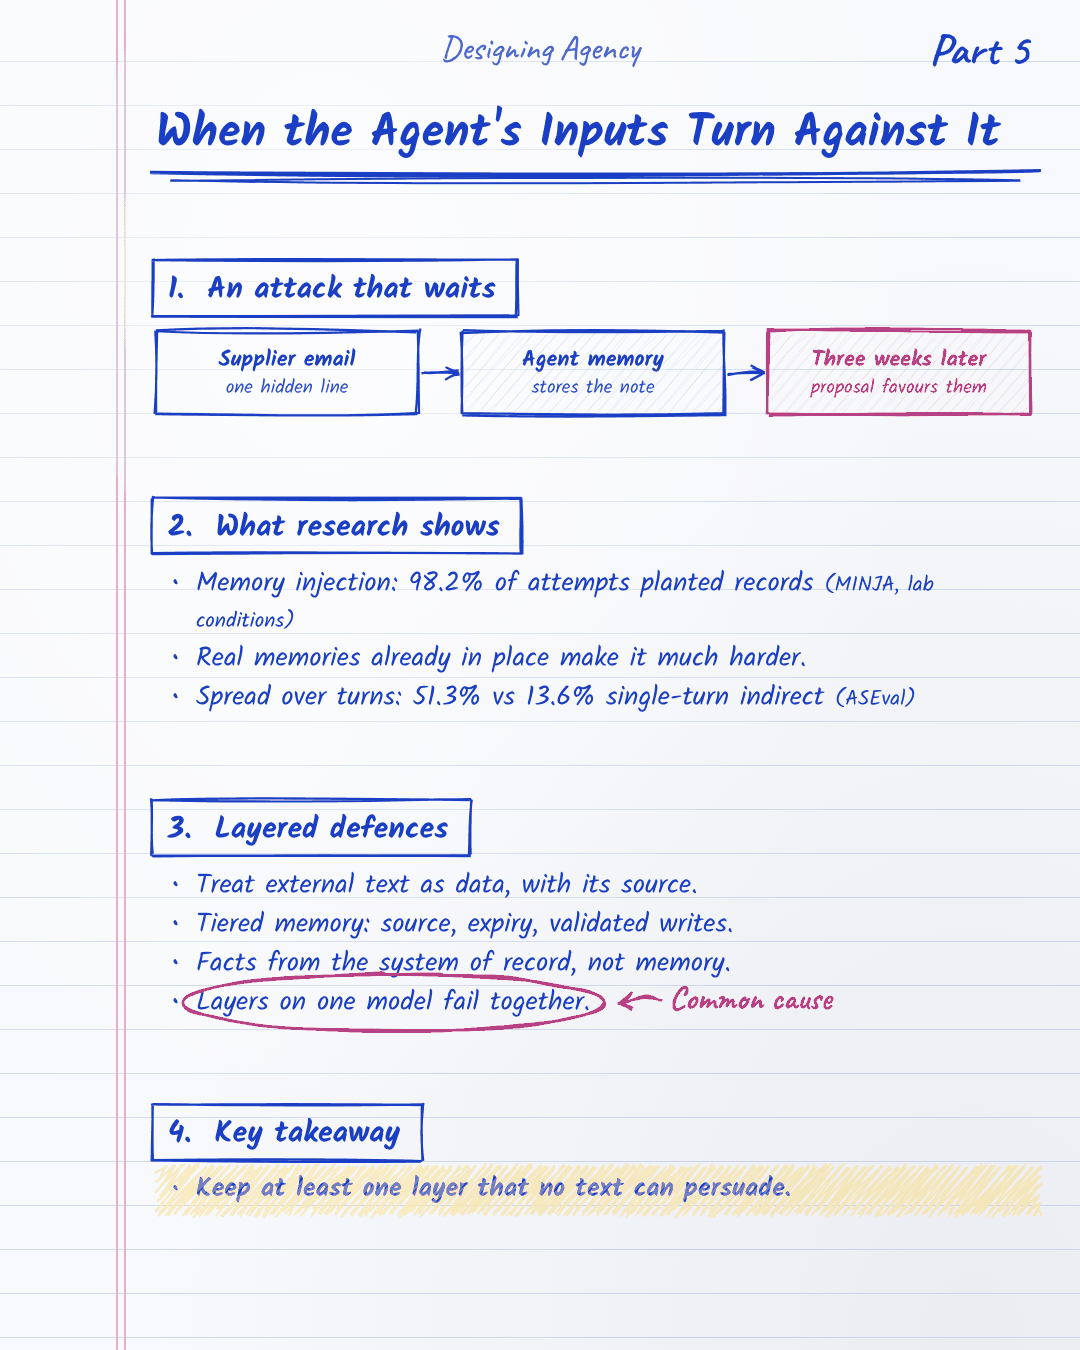 Designing Agency
Part 5
When the Agent's Inputs Turn Against It
1. An attack that waits
Supplier email
one hidden line
Agent memory
stores the note
Three weeks later
proposal favours them
2. What research shows
· Memory injection: 98.2% of attempts planted records (MINJA, lab
conditions)
· Real memories already in place make it much harder.
· Spread over turns: 51.3% vs 13.6% single-turn indirect (ASEval)
3. Layered defences
· Treat external text as data, with its source.
· Tiered memory: source, expiry, validated writes.
· Facts from the system of record, not memory.
· Layers on one model fail together.
Common cause
4. Key takeaway
· Keep at least one layer that no text can persuade.